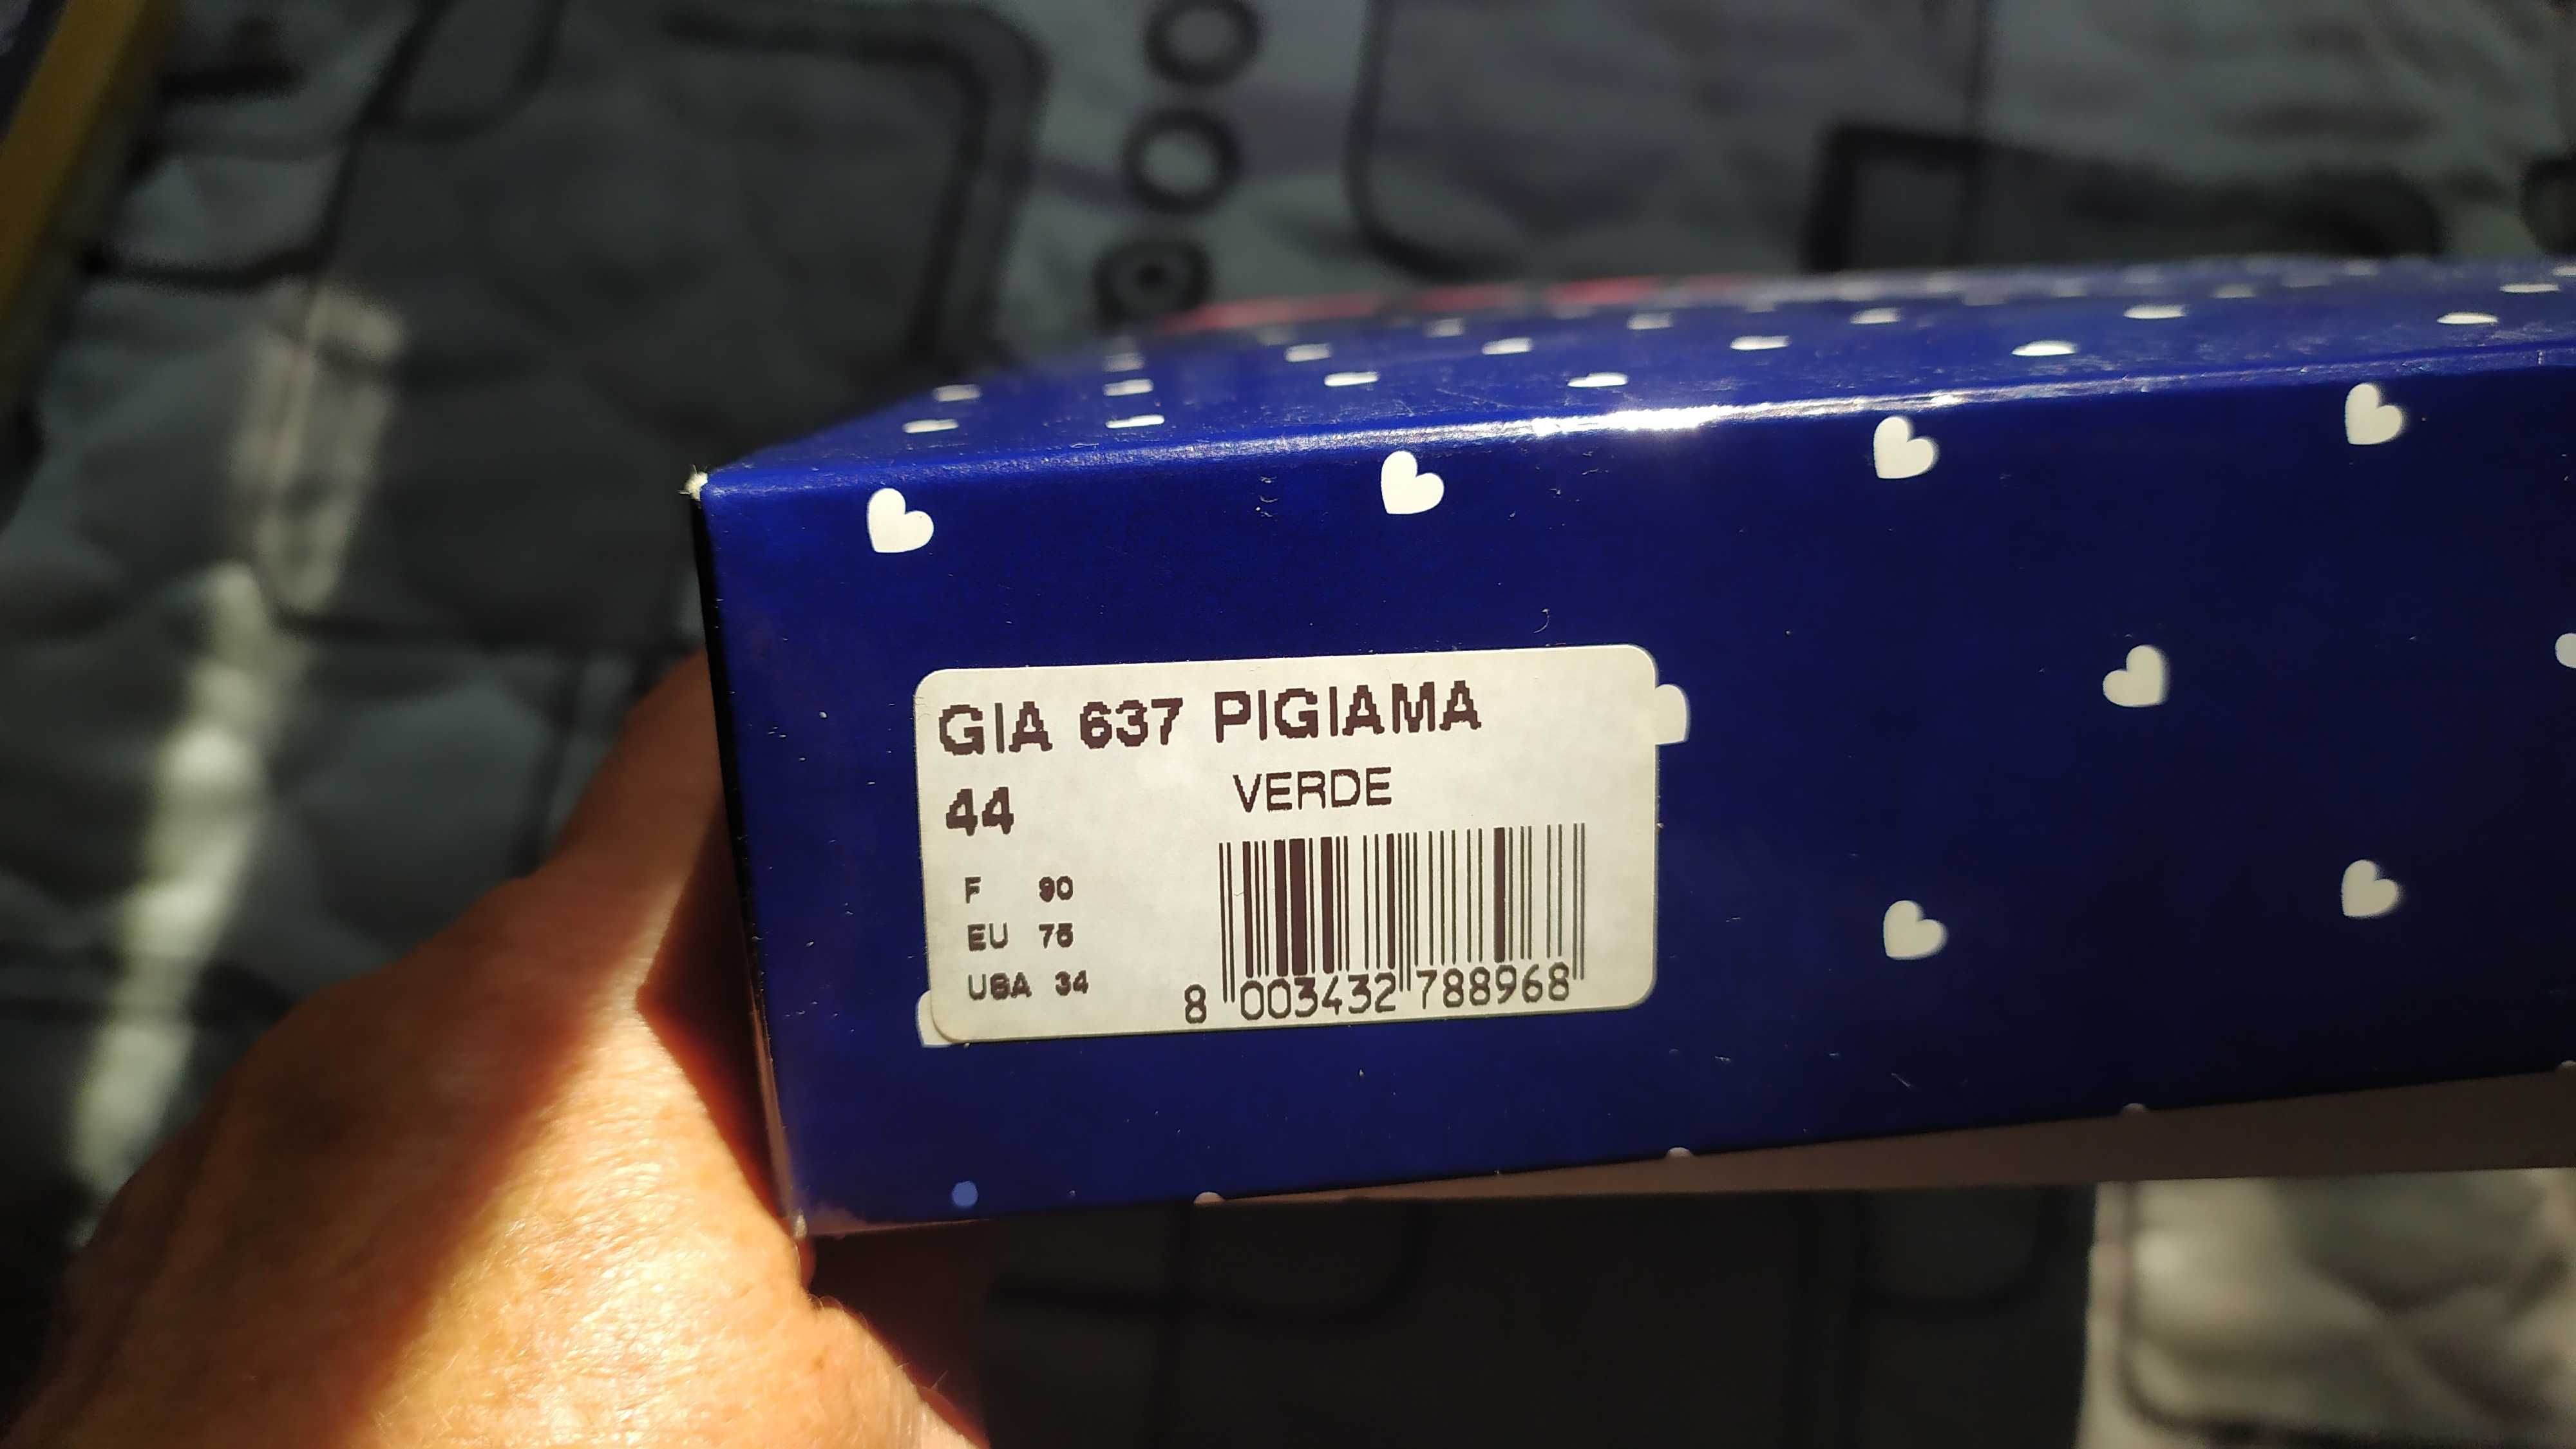 GIA 637 PIGIAMA
44 VERDE
F 90
EU 75
USA 34
8 003432 788968